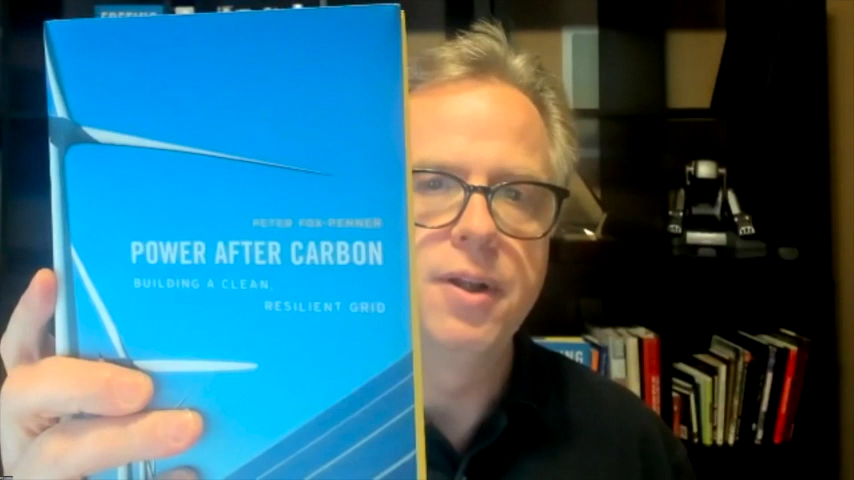 PETER FOX-PENNER
POWER AFTER CARBON
BUILDING A CLEAN,
RESILIENT GRID